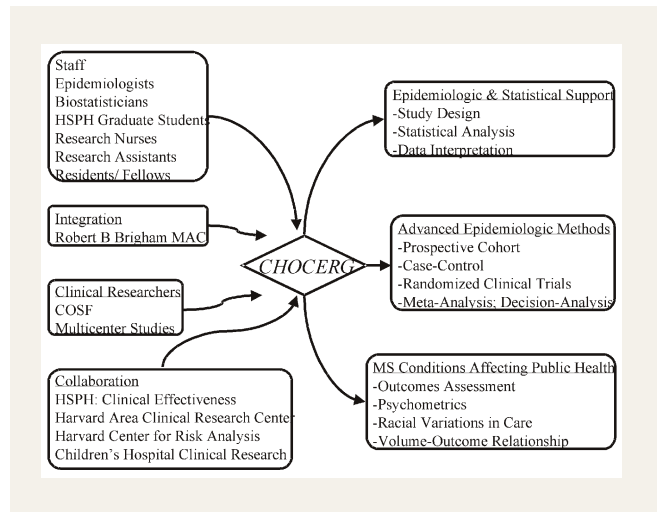 Staff
Epidemiologists
Biostatisticians
HSPH Graduate Students
Research Nurses
Research Assistants
Residents/ Fellows
Integration
Robert B Brigham MAC
Clinical Researchers
COSF
Multicenter Studies
Collaboration
HSPH: Clinical Effectiveness
Harvard Area Clinical Research Center
Harvard Center for Risk Analysis
Children's Hospital Clinical Research
CHOCERG
Epidemiologic & Statistical Support
-Study Design
-Statistical Analysis
-Data Interpretation
Advanced Epidemiologic Methods
-Prospective Cohort
-Case-Control
-Randomized Clinical Trials
-Meta-Analysis; Decision-Analysis
MS Conditions Affecting Public Health
-Outcomes Assessment
-Psychometrics
-Racial Variations in Care
-Volume-Outcome Relationship